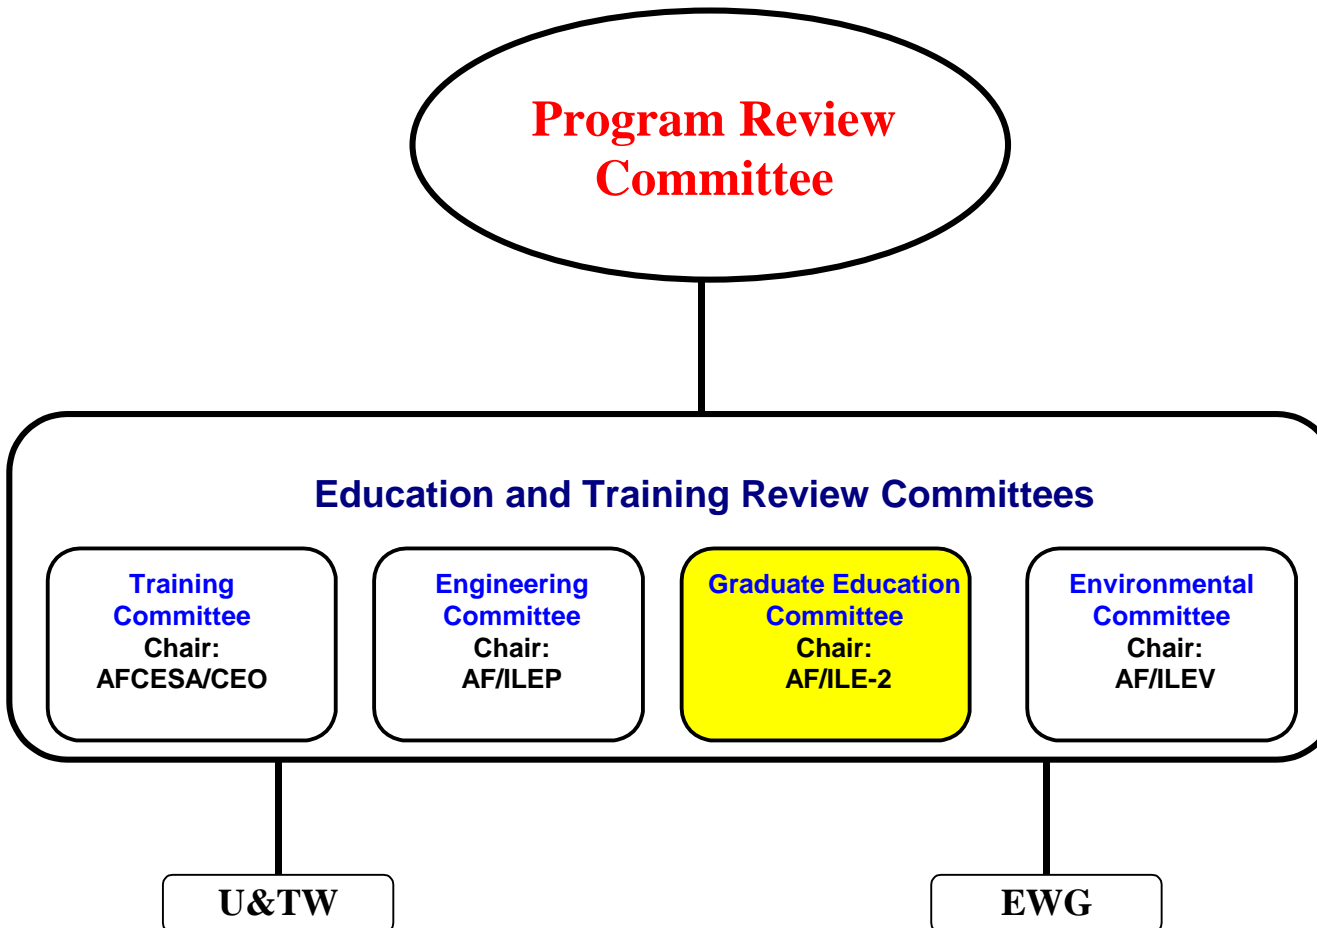 Program Review
Committee
Education and Training Review Committees
Training
Committee
Chair:
AFCESA/CEO
Engineering
Committee
Chair:
AF/ILEP
Graduate Education
Committee
Chair:
AF/ILE-2
Environmental
Committee
Chair:
AF/ILEV
U&TW
EWG